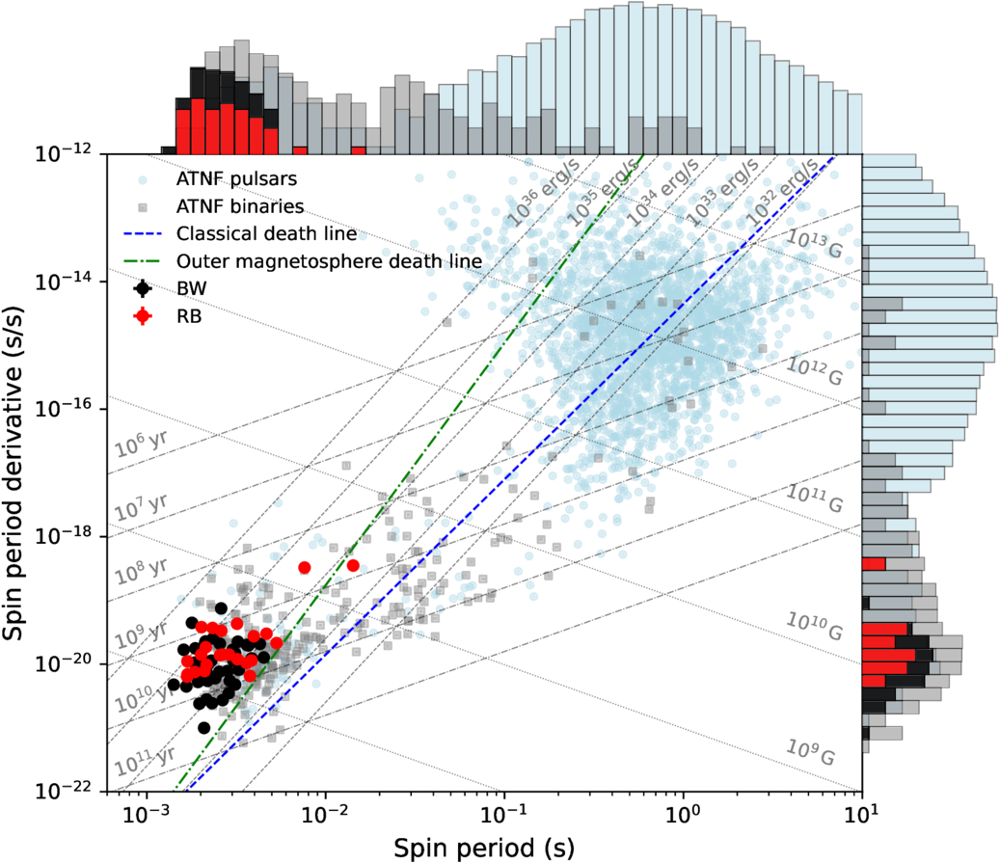 10⁻¹²
10⁻¹⁴
10⁻¹⁶
10⁻¹⁸
10⁻²⁰
10⁻²²
Spin period derivative (s/s)
ATNF pulsars
ATNF binaries
Classical death line
Outer magnetosphere death line
BW
RB
10³⁶ erg/s
10³⁵ erg/s
10³⁴ erg/s
10³³ erg/s
10³² erg/s
10¹³ G
10¹² G
10¹¹ G
10¹⁰ G
10⁹ G
10⁶ yr
10⁷ yr
10⁸ yr
10⁹ yr
10¹⁰ yr
10¹¹ yr
10⁻³
10⁻²
10⁻¹
10⁰
10¹
Spin period (s)